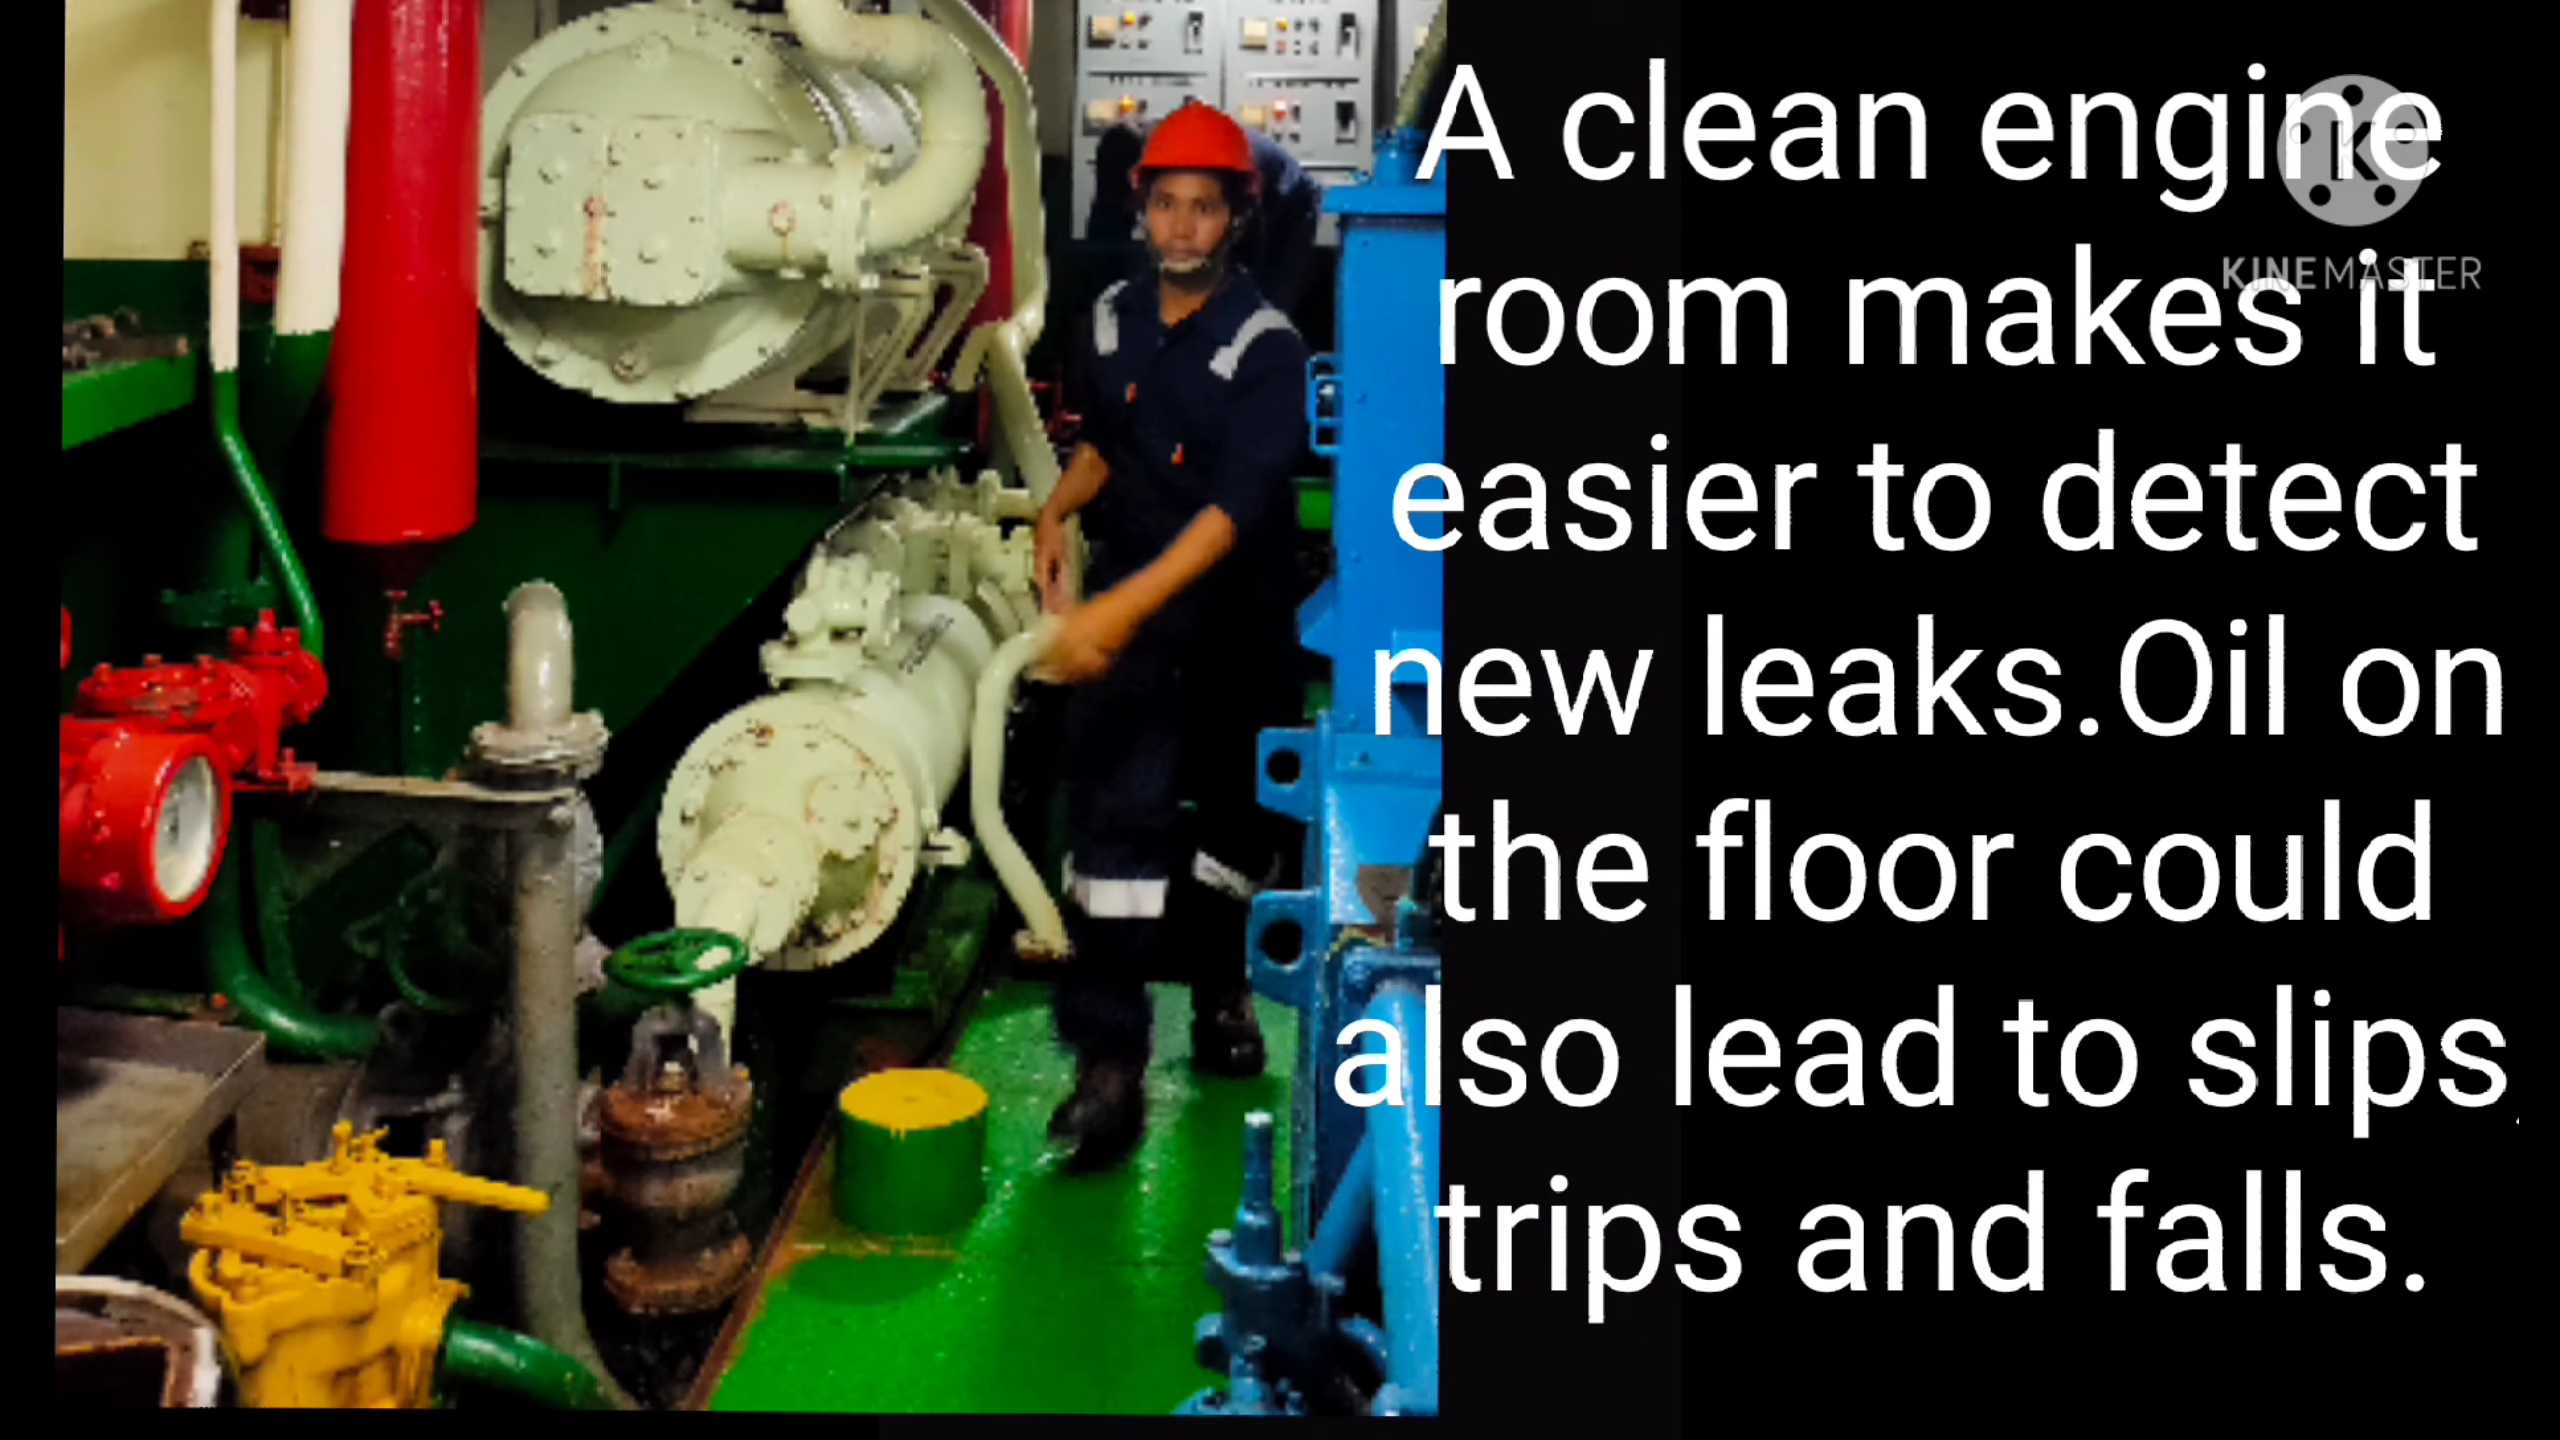 A clean engine
room makes it
easier to detect
new leaks.Oil on
the floor could
also lead to slips,
trips and falls.
K
KINEMASTER